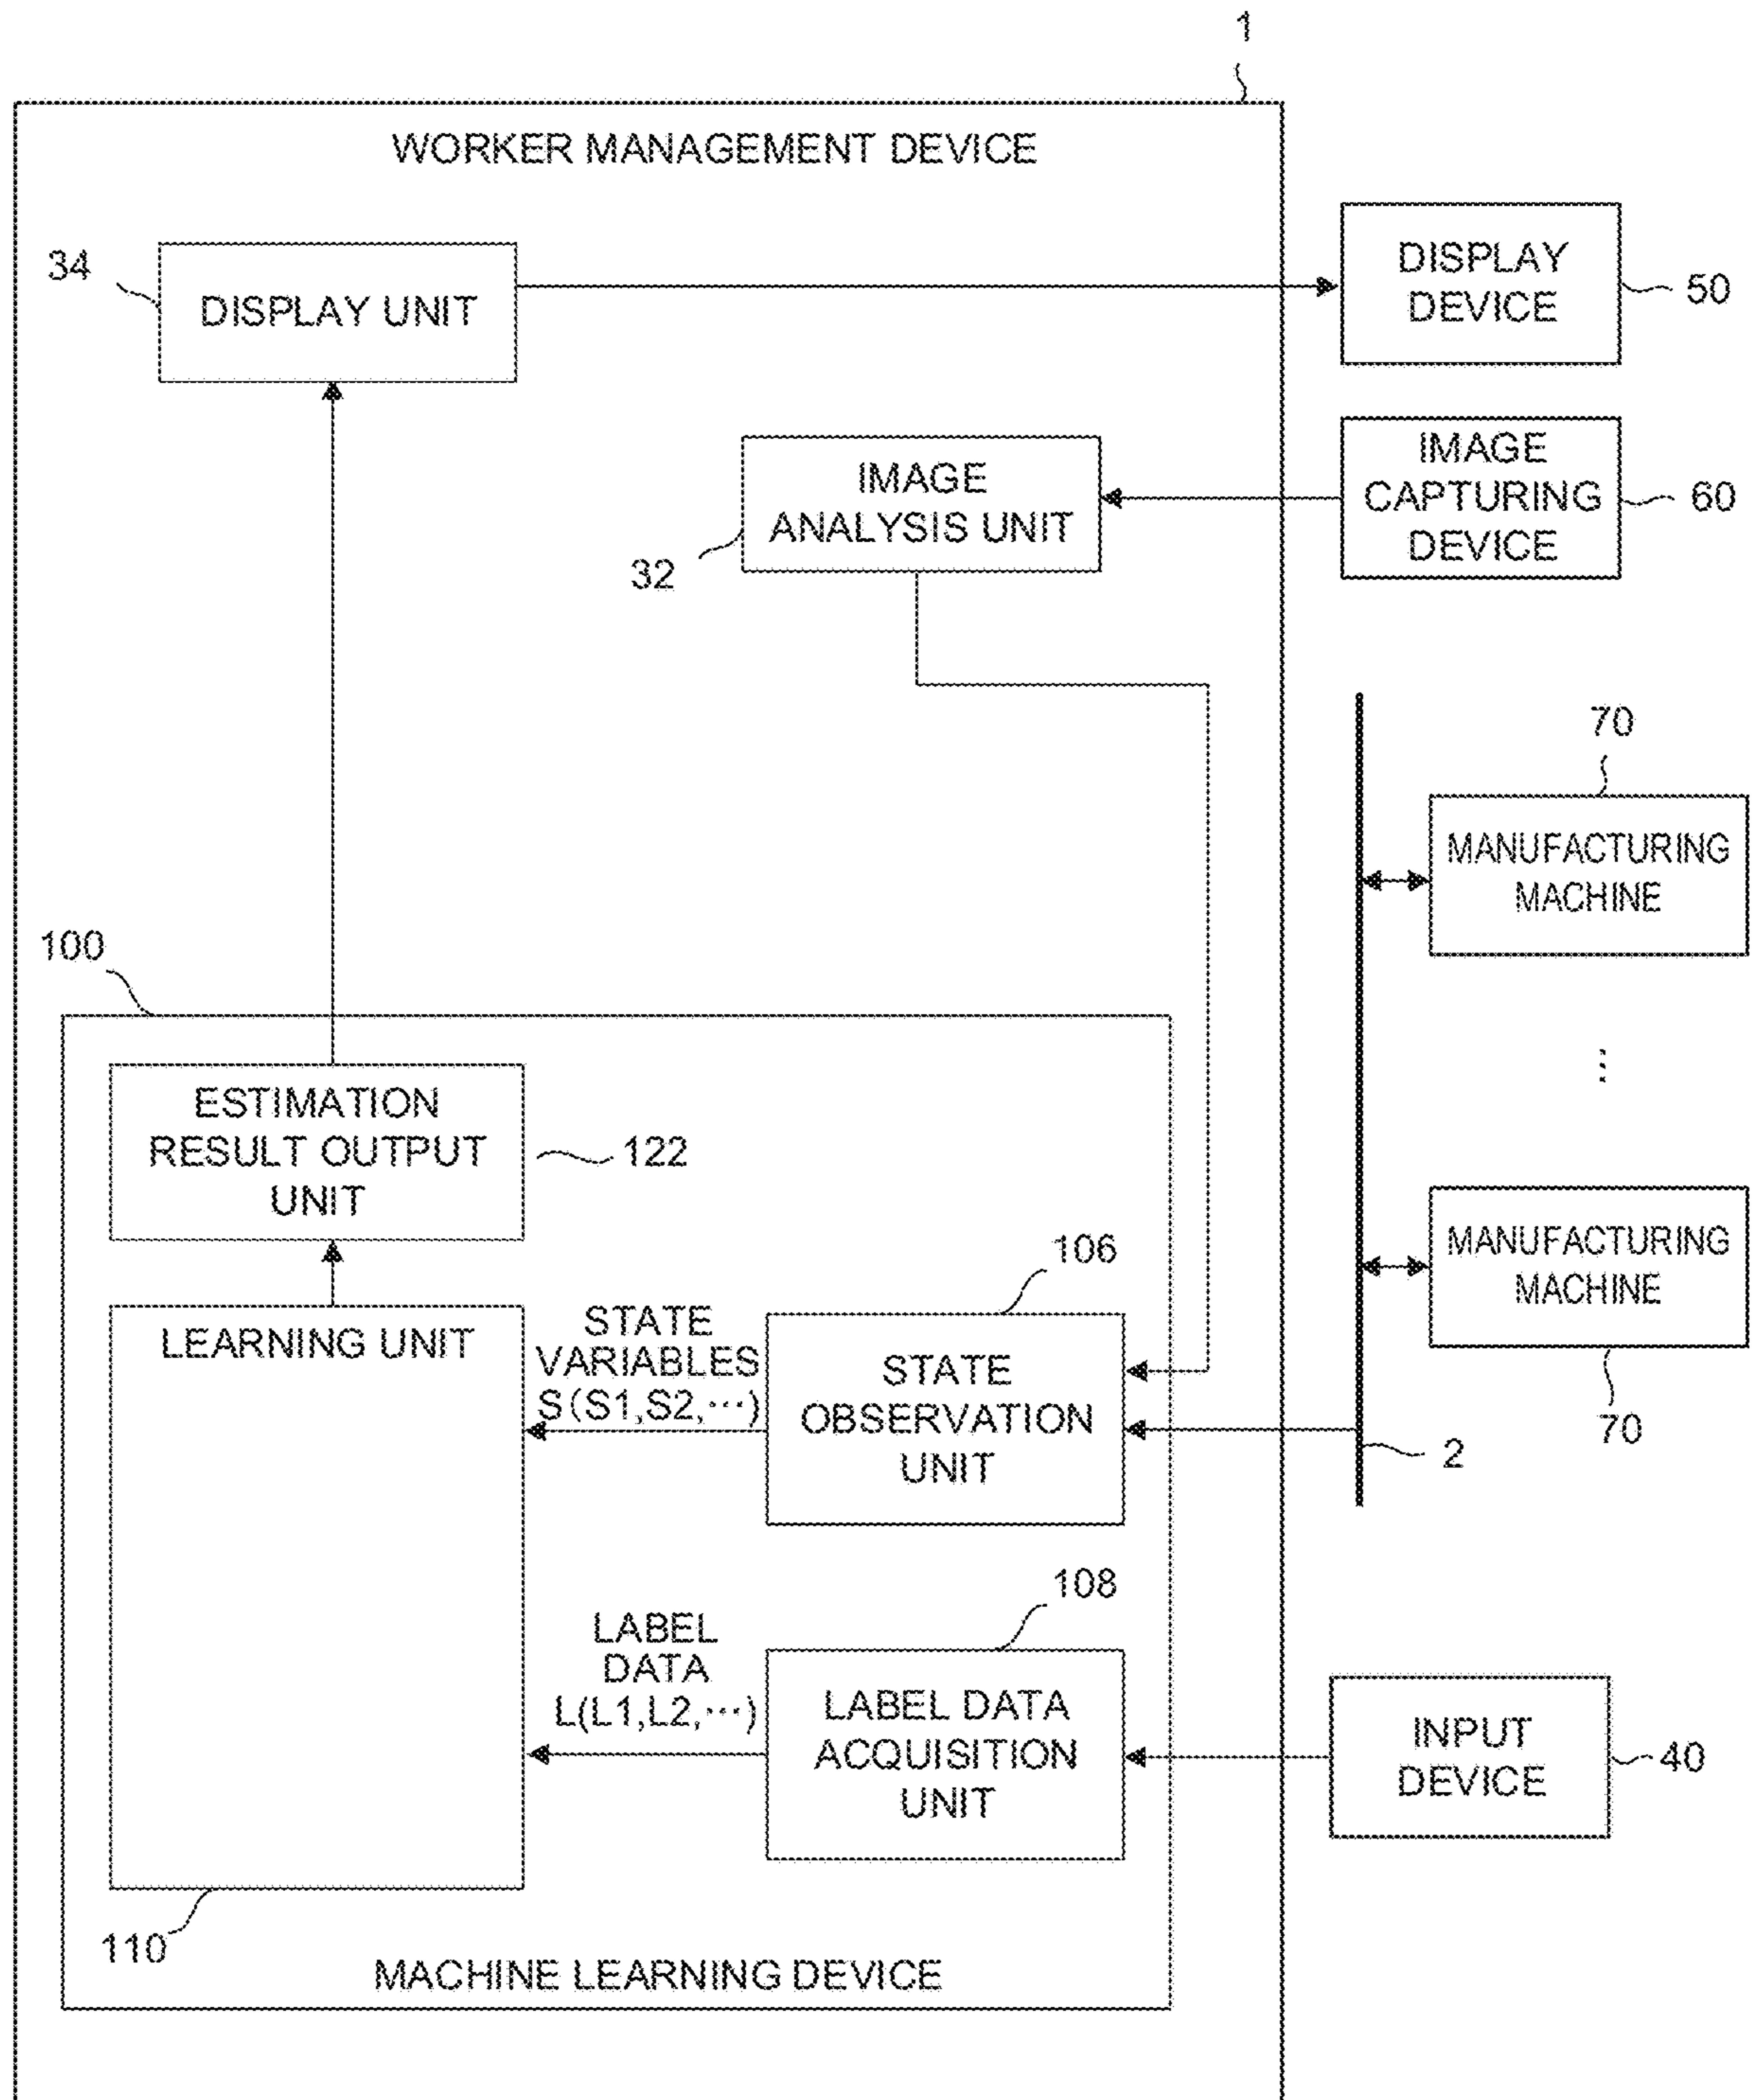 1
WORKER MANAGEMENT DEVICE
34
DISPLAY UNIT
DISPLAY
DEVICE
50
IMAGE
ANALYSIS UNIT
32
IMAGE
CAPTURING
DEVICE
60
70
MANUFACTURING
MACHINE
⋮
100
ESTIMATION
RESULT OUTPUT
UNIT
122
MANUFACTURING
MACHINE
70
106
LEARNING UNIT
STATE
VARIABLES
S(S1,S2,⋯)
STATE
OBSERVATION
UNIT
2
108
LABEL
DATA
L(L1,L2,⋯)
LABEL DATA
ACQUISITION
UNIT
INPUT
DEVICE
40
110
MACHINE LEARNING DEVICE